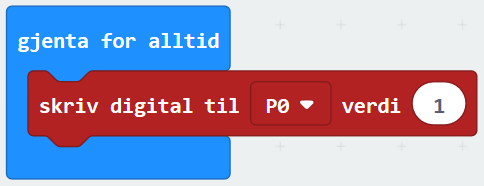 gjenta for alltid
skriv digital til P0 verdi 1